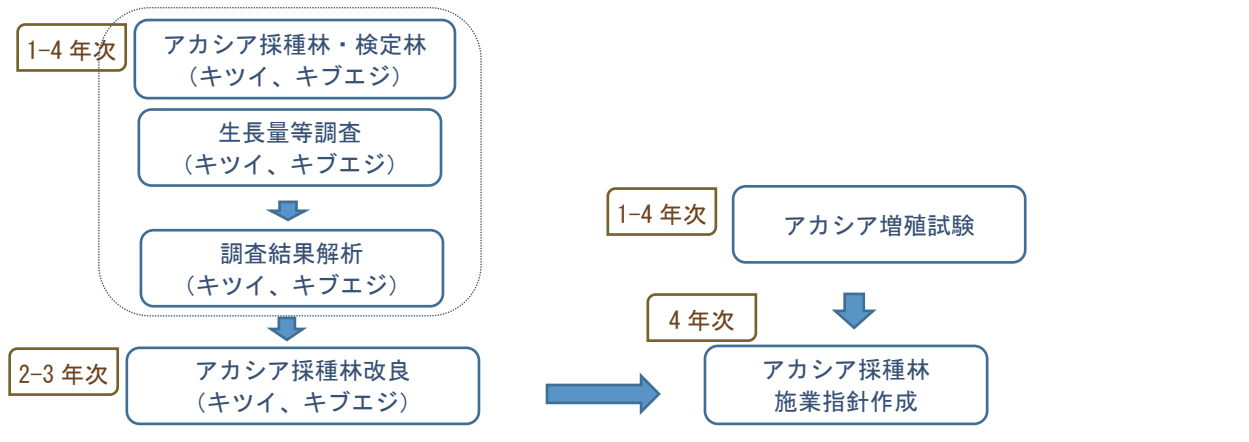 1-4 年次
アカシア採種林・検定林
(キツイ、キブエジ)
生長量等調査
(キツイ、キブエジ)
調査結果解析
(キツイ、キブエジ)
2-3 年次
アカシア採種林改良
(キツイ、キブエジ)
1-4 年次
アカシア増殖試験
4 年次
アカシア採種林
施業指針作成